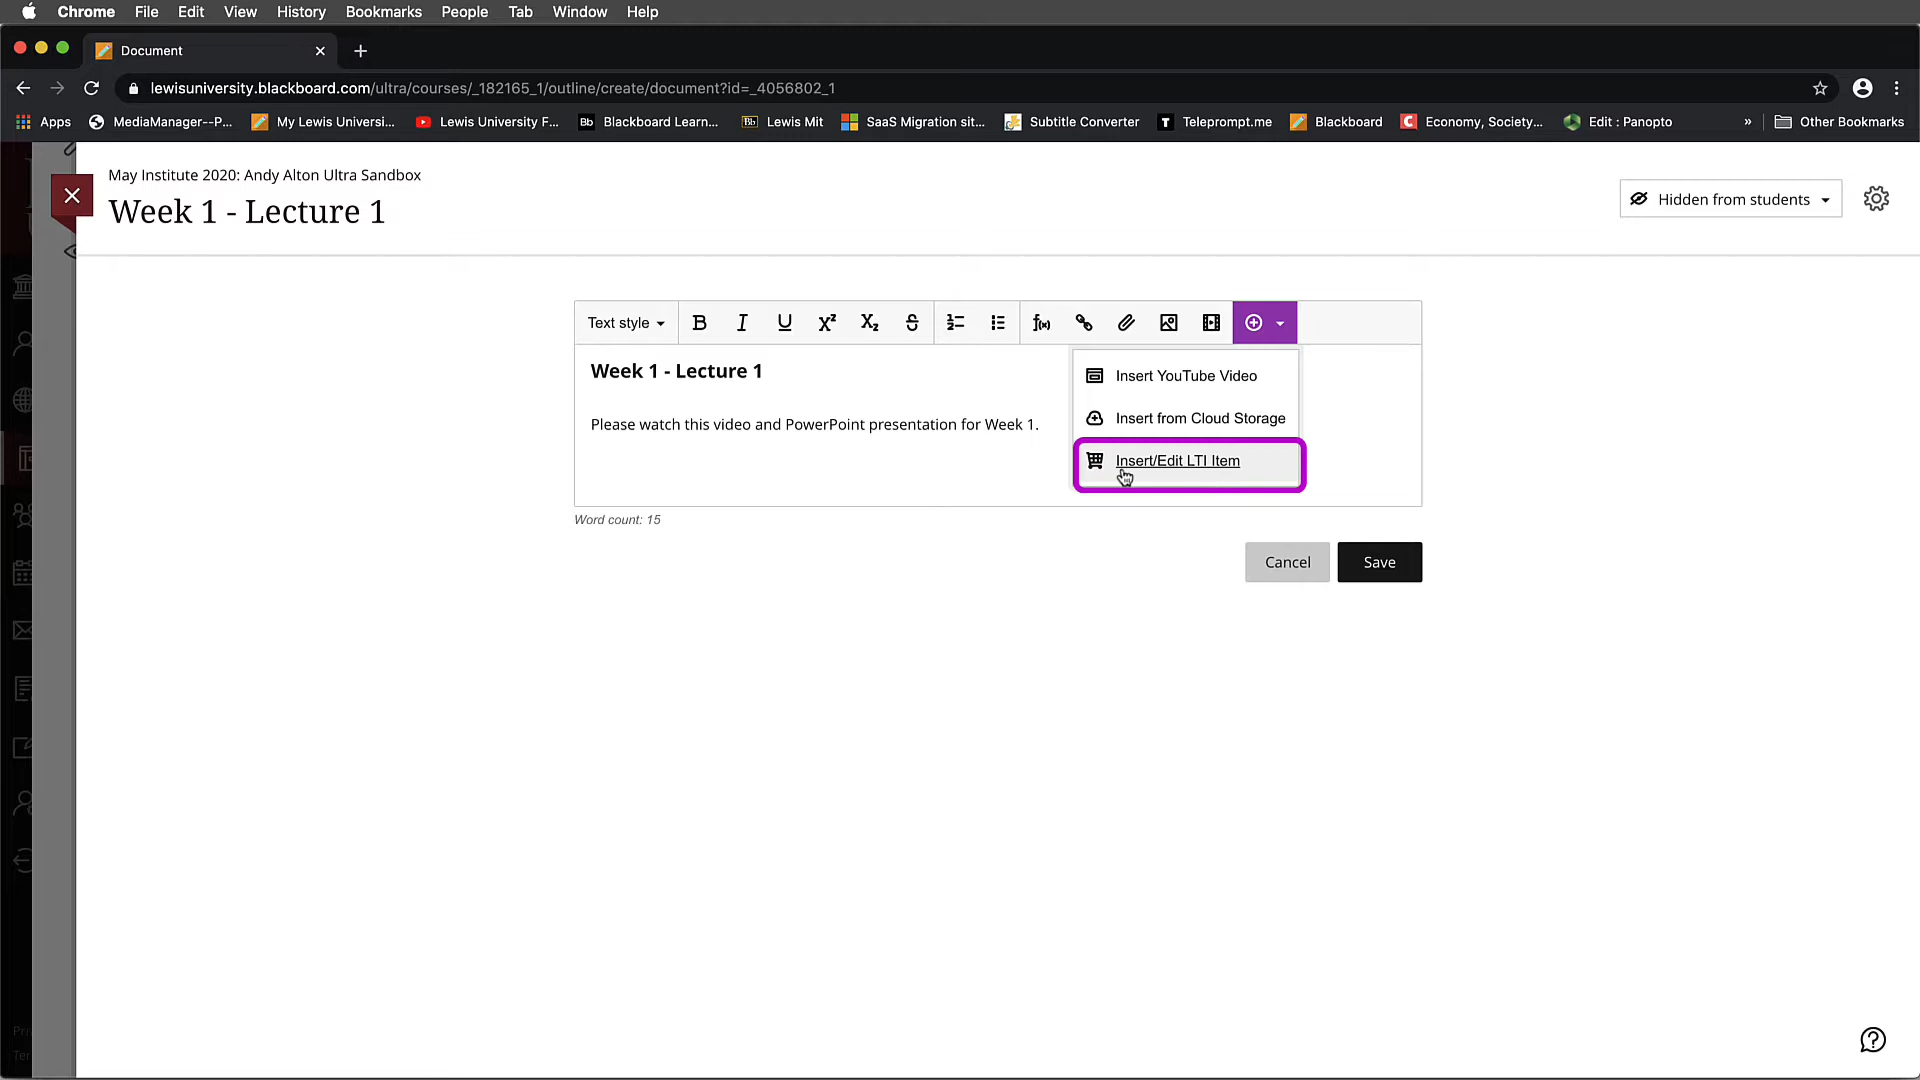 Chrome File Edit View History Bookmarks People Tab Window Help
Document
lewisuniversity.blackboard.com/ultra/courses/_182165_1/outline/create/document?id=_4056802_1
Apps MediaManager--P... My Lewis Universi... Lewis University F... Bb Blackboard Learn... Bb Lewis Mit SaaS Migration sit... Subtitle Converter T Teleprompt.me Blackboard C Economy, Society... Edit : Panopto » Other Bookmarks
May Institute 2020: Andy Alton Ultra Sandbox
Week 1 - Lecture 1
Hidden from students
Text style B I U X² X₂ S f(x)
Week 1 - Lecture 1
Insert YouTube Video
Please watch this video and PowerPoint presentation for Week 1.
Insert from Cloud Storage
Insert/Edit LTI Item
Word count: 15
Cancel Save
Pri
Ter